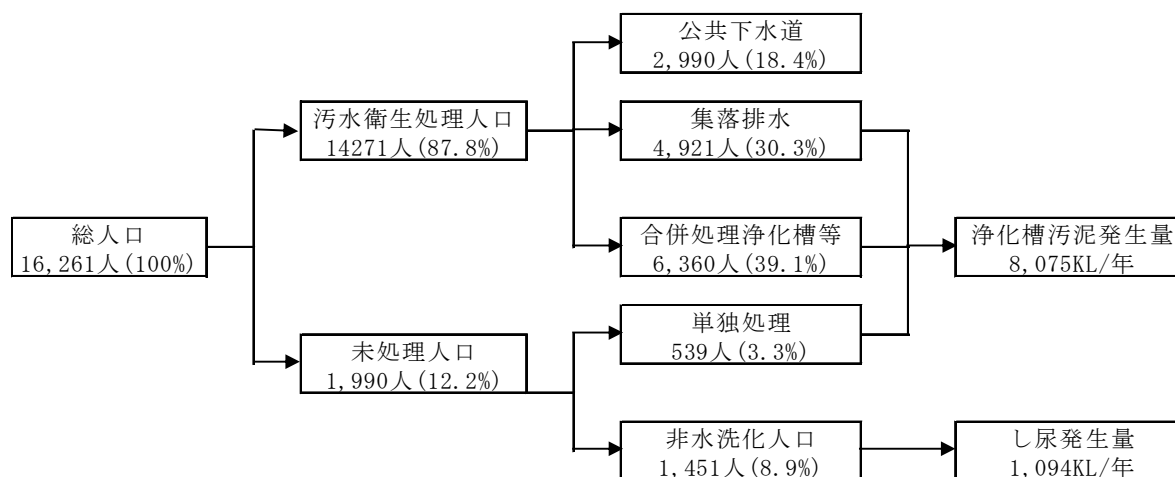 公共下水道
2,990人(18.4%)
汚水衛生処理人口
14271人(87.8%)
集落排水
4,921人(30.3%)
総人口
16,261人(100%)
合併処理浄化槽等
6,360人(39.1%)
浄化槽汚泥発生量
8,075KL/年
未処理人口
1,990人(12.2%)
単独処理
539人(3.3%)
非水洗化人口
1,451人(8.9%)
し尿発生量
1,094KL/年